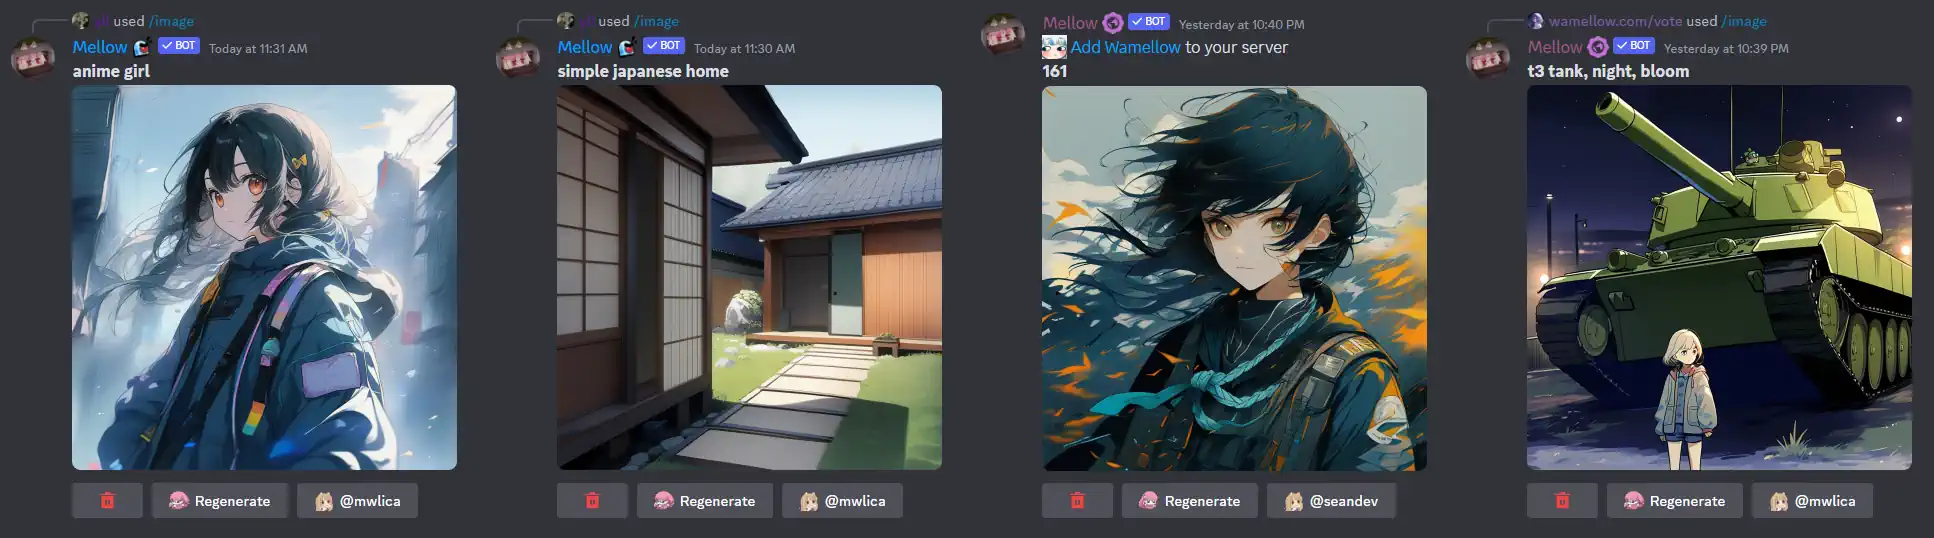 used /image
Mellow BOT Today at 11:31 AM
anime girl
Regenerate @mwlica
used /image
Mellow BOT Today at 11:30 AM
simple japanese home
Regenerate @mwlica
Mellow BOT Yesterday at 10:40 PM
Add Wamellow to your server
161
Regenerate @seandev
wamellow.com/vote used /image
Mellow BOT Yesterday at 10:39 PM
t3 tank, night, bloom
Regenerate @mwlica